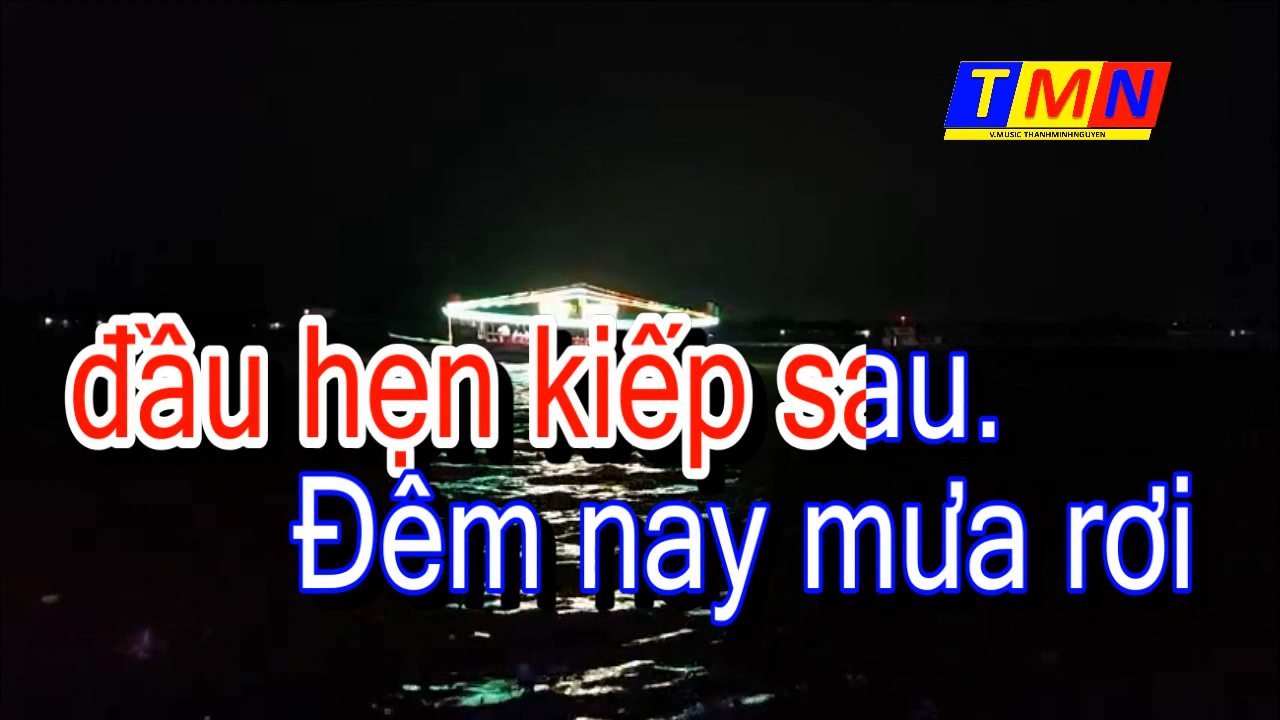 TMN
V.MUSIC THANHMINHNGUYEN
đầu hẹn kiếp sau.
Đêm nay mưa rơi